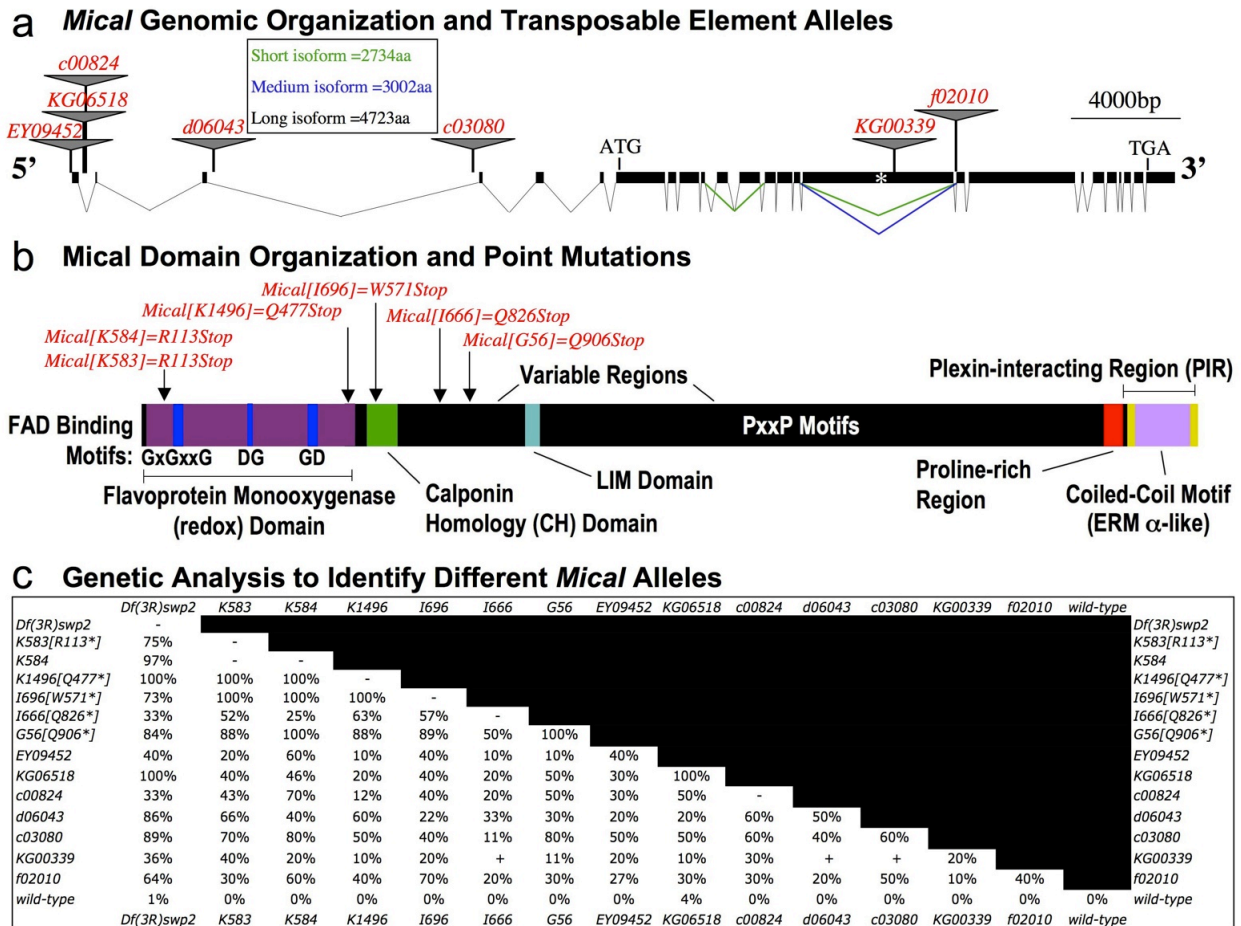 a Mical Genomic Organization and Transposable Element Alleles
c00824
KG06518
EY09452
d06043
Short isoform =2734aa
Medium isoform =3002aa
Long isoform =4723aa
c03080
KG00339
f02010
4000bp
5’ ATG * TGA 3’
b Mical Domain Organization and Point Mutations
Mical[I696]=W571Stop
Mical[K1496]=Q477Stop
Mical[I666]=Q826Stop
Mical[K584]=R113Stop
Mical[G56]=Q906Stop
Mical[K583]=R113Stop
Variable Regions
Plexin-interacting Region (PIR)
FAD Binding
Motifs: GxGxxG DG GD
PxxP Motifs
Flavoprotein Monooxygenase
(redox) Domain
Calponin
Homology (CH) Domain
LIM Domain
Proline-rich
Region
Coiled-Coil Motif
(ERM α-like)
c Genetic Analysis to Identify Different Mical Alleles
Df(3R)swp2 K583 K584 K1496 I696 I666 G56 EY09452 KG06518 c00824 d06043 c03080 KG00339 f02010 wild-type
Df(3R)swp2 - Df(3R)swp2
K583[R113*] 75% - K583[R113*]
K584 97% - - K584
K1496[Q477*] 100% 100% 100% - K1496[Q477*]
I696[W571*] 73% 100% 100% 100% - I696[W571*]
I666[Q826*] 33% 52% 25% 63% 57% - I666[Q826*]
G56[Q906*] 84% 88% 100% 88% 89% 50% 100% G56[Q906*]
EY09452 40% 20% 60% 10% 40% 10% 10% 40% EY09452
KG06518 100% 40% 46% 20% 40% 20% 50% 30% 100% KG06518
c00824 33% 43% 70% 12% 40% 20% 50% 30% 50% - c00824
d06043 86% 66% 40% 60% 22% 33% 30% 20% 20% 60% 50% d06043
c03080 89% 70% 80% 50% 40% 11% 80% 50% 50% 60% 40% 60% c03080
KG00339 36% 40% 20% 10% 20% + 11% 20% 10% 30% + + 20% KG00339
f02010 64% 30% 60% 40% 70% 20% 30% 27% 30% 30% 20% 50% 10% 40% f02010
wild-type 1% 0% 0% 0% 0% 0% 0% 0% 4% 0% 0% 0% 0% 0% 0% wild-type
Df(3R)swp2 K583 K584 K1496 I696 I666 G56 EY09452 KG06518 c00824 d06043 c03080 KG00339 f02010 wild-type